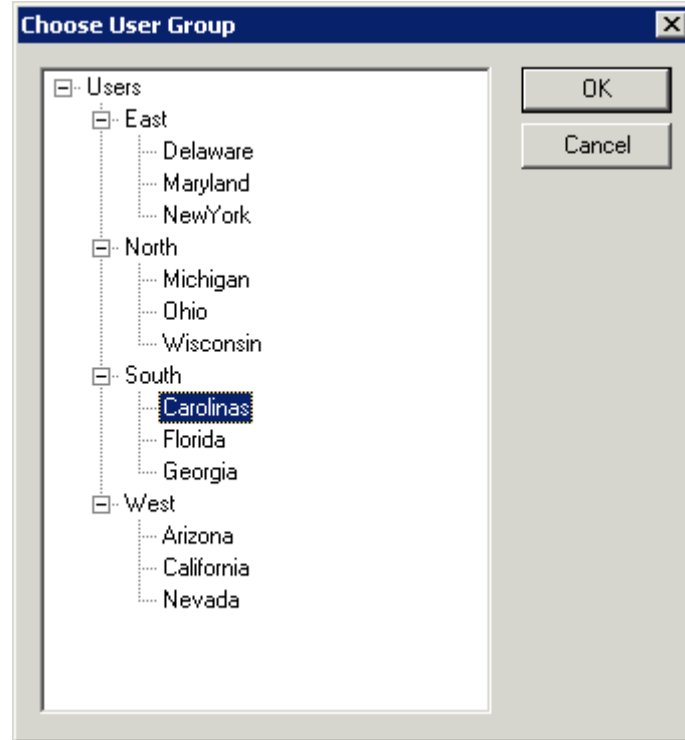 Choose User Group
Users
East
Delaware
Maryland
NewYork
North
Michigan
Ohio
Wisconsin
South
Carolinas
Florida
Georgia
West
Arizona
California
Nevada
OK
Cancel